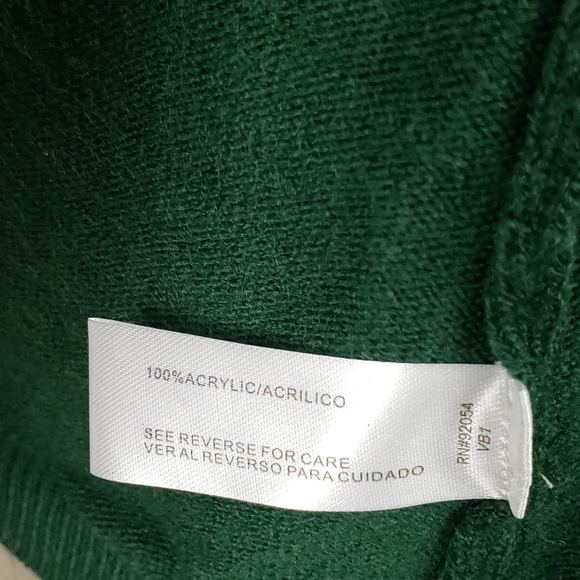 100%ACRYLIC/ACRILICO
SEE REVERSE FOR CARE
VER AL REVERSO PARA CUIDADO
RN#92054
VB1